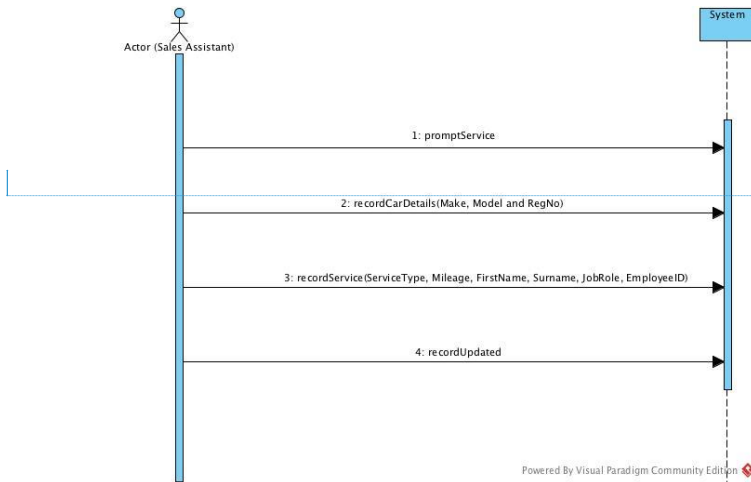 System
Actor (Sales Assistant)
1: promptService
2: recordCarDetails(Make, Model and RegNo)
3: recordService(ServiceType, Mileage, FirstName, Surname, JobRole, EmployeeID)
4: recordUpdated
Powered By Visual Paradigm Community Edition